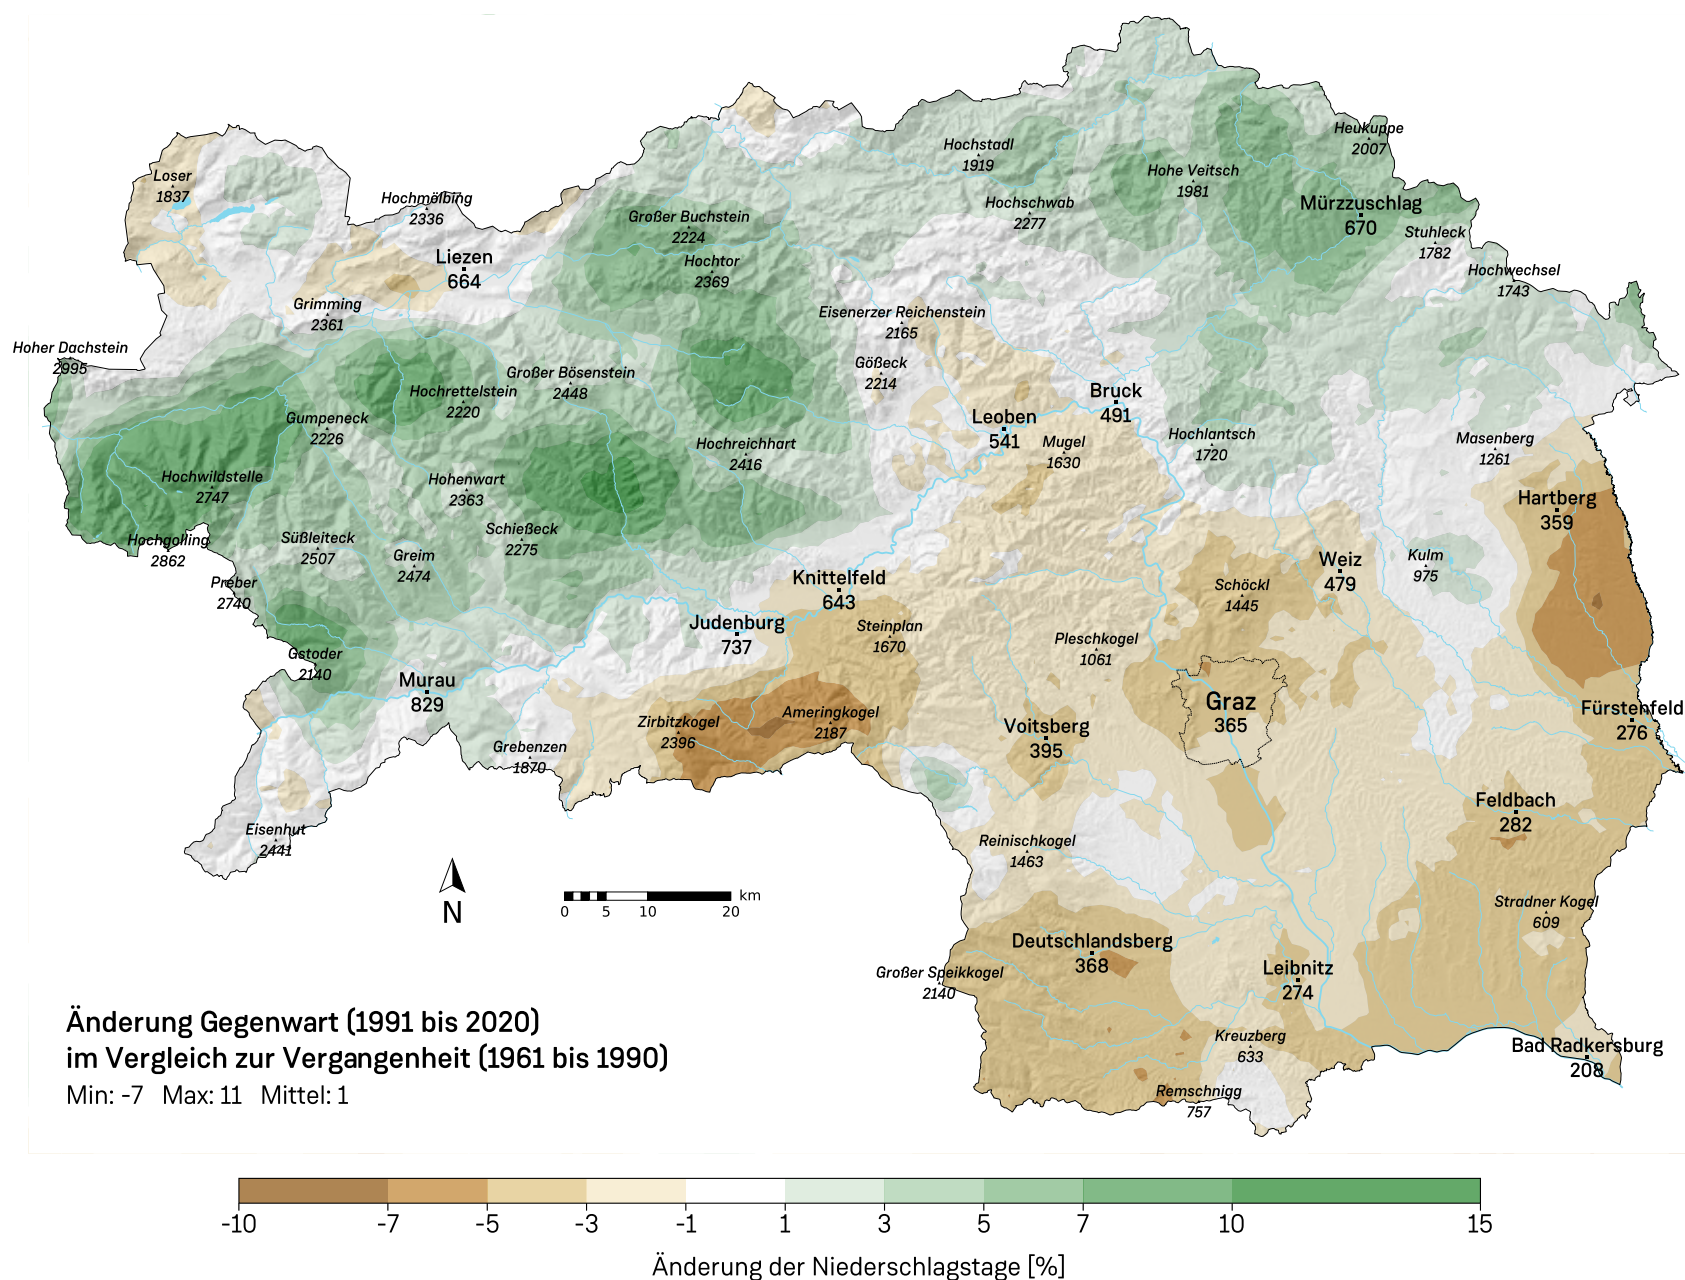 Heukuppe
2007
Hochstadl
1919
Hohe Veitsch
1981
Loser
1837
Hochmölbing
2336
Hochschwab
2277
Mürzzuschlag
670
Großer Buchstein
2224
Stuhleck
1782
Liezen
664
Hochtor
2369
Hochwechsel
1743
Grimming
2361
Eisenerzer Reichenstein
2165
Hoher Dachstein
2995
Gößeck
2214
Großer Bösenstein
2448
Hochrettelstein
2220
Bruck
491
Gumpeneck
2226
Leoben
541
Mugel
1630
Hochlantsch
1720
Hochreichhart
2416
Masenberg
1261
Hochwildstelle
2747
Hohenwart
2363
Hartberg
359
Schießeck
2275
Hochgolling
2862
Süßleiteck
2507
Greim
2474
Weiz
479
Kulm
975
Preber
2740
Knittelfeld
643
Schöckl
1445
Judenburg
737
Steinplan
1670
Pleschkogel
1061
Gstoder
2140
Murau
829
Graz
365
Fürstenfeld
276
Zirbitzkogel
2396
Ameringkogel
2187
Voitsberg
395
Grebenzen
1870
Feldbach
282
Eisenhut
2441
Reinischkogel
1463
N
km
0 5 10 20
Stradner Kogel
609
Deutschlandsberg
368
Großer Speikkogel
2140
Leibnitz
274
Kreuzberg
633
Bad Radkersburg
208
Remschnigg
757
Änderung Gegenwart (1991 bis 2020)
im Vergleich zur Vergangenheit (1961 bis 1990)
Min: -7 Max: 11 Mittel: 1
-10 -7 -5 -3 -1 1 3 5 7 10 15
Änderung der Niederschlagstage [%]